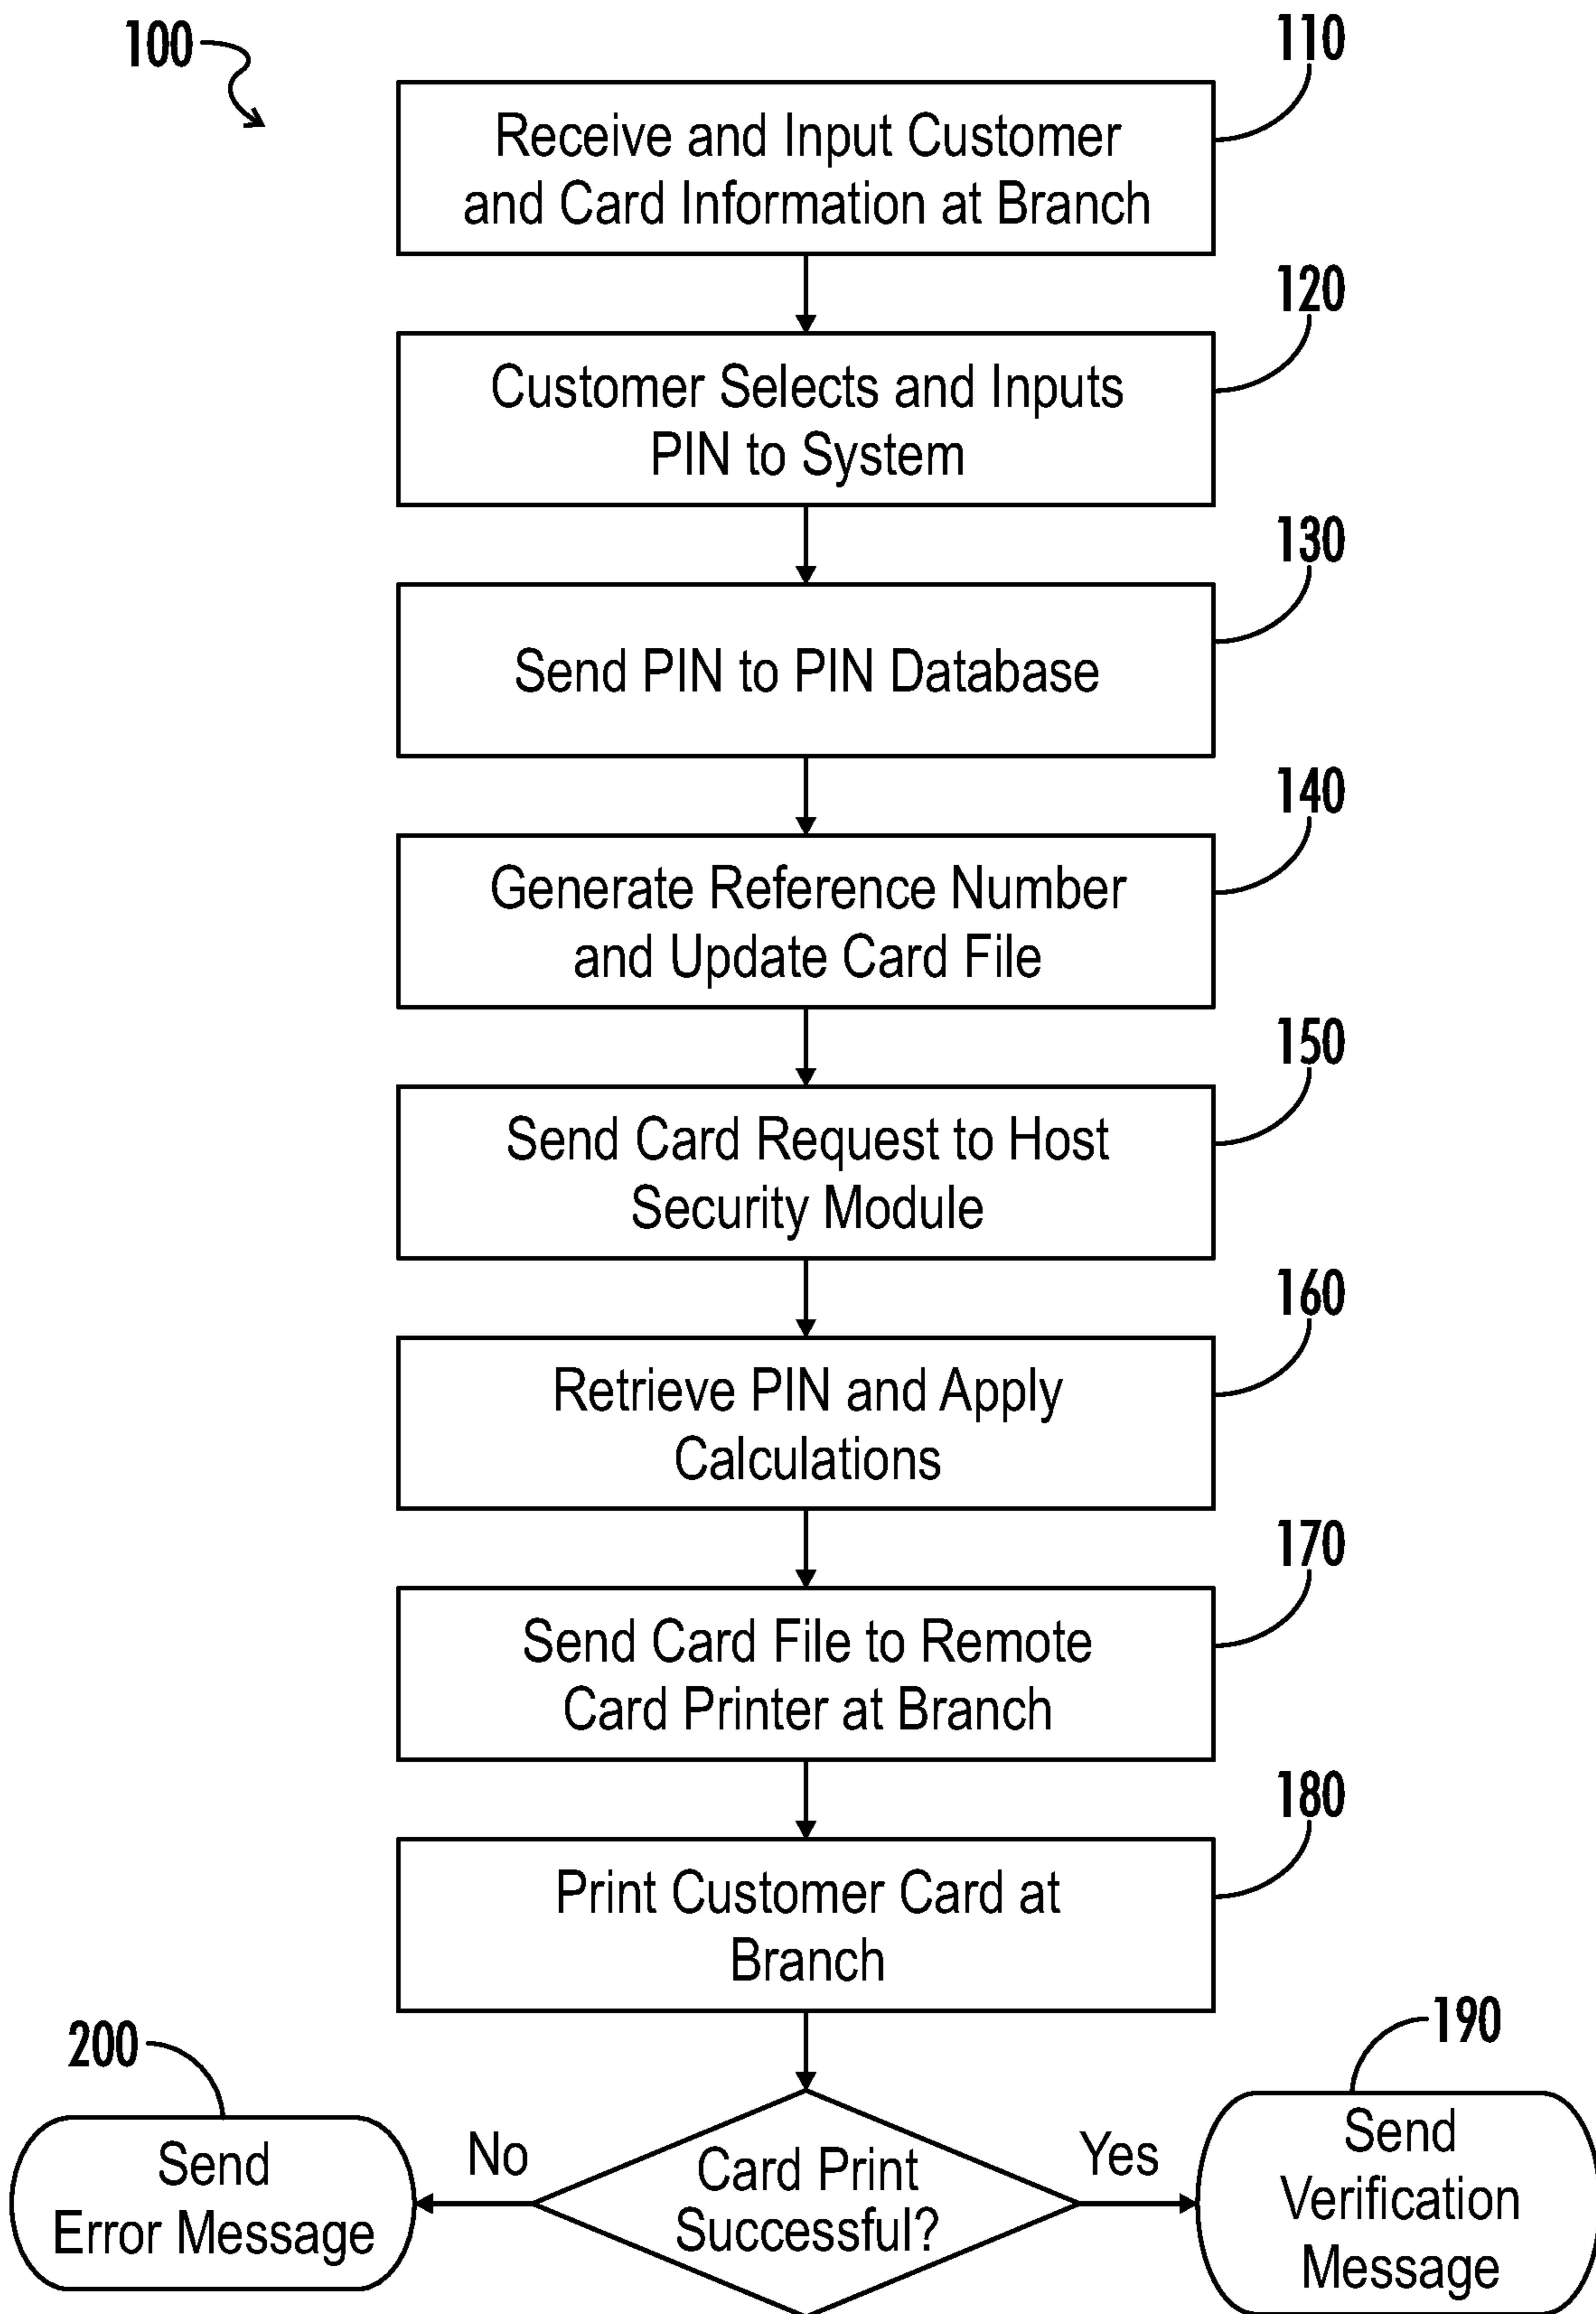 100
110
Receive and Input Customer
and Card Information at Branch
120
Customer Selects and Inputs
PIN to System
130
Send PIN to PIN Database
140
Generate Reference Number
and Update Card File
150
Send Card Request to Host
Security Module
160
Retrieve PIN and Apply
Calculations
170
Send Card File to Remote
Card Printer at Branch
180
Print Customer Card at
Branch
200
Send
Error Message
No
Card Print
Successful?
Yes
190
Send
Verification
Message